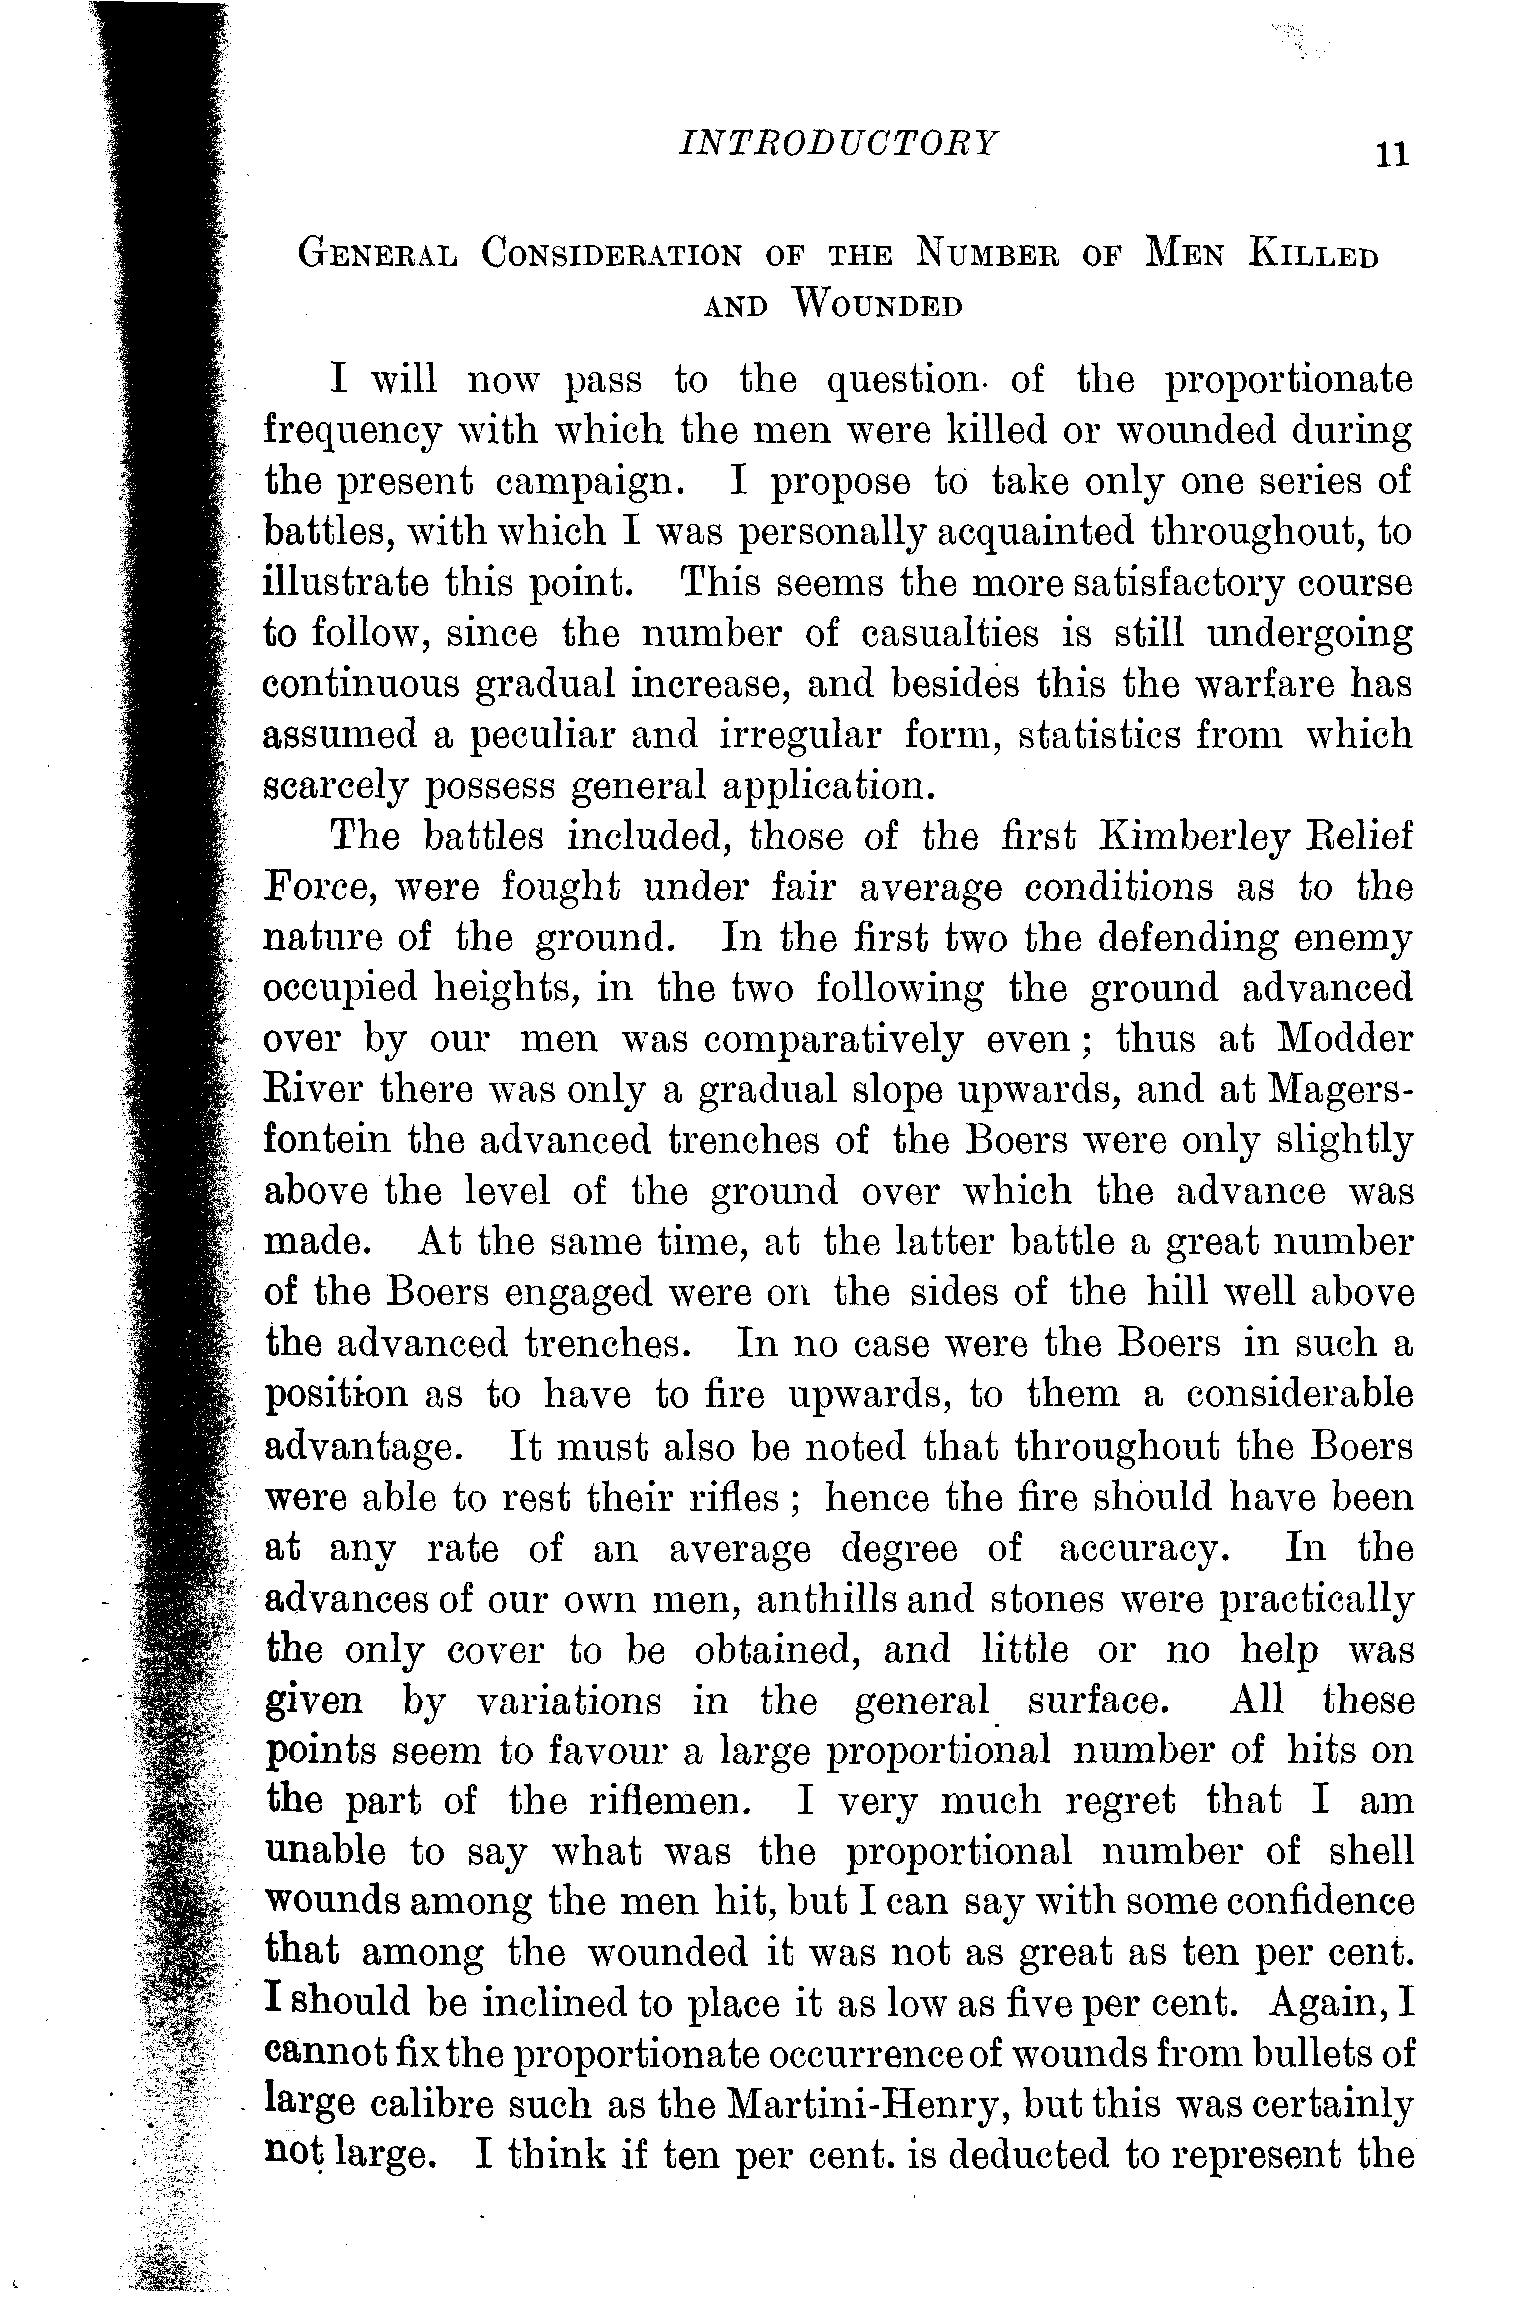 INTRODUCTORY 11
General Consideration of the Number of Men Killed
and Wounded
I will now pass to the question of the proportionate
frequency with which the men were killed or wounded during
the present campaign. I propose to take only one series of
battles, with which I was personally acquainted throughout, to
illustrate this point. This seems the more satisfactory course
to follow, since the number of casualties is still undergoing
continuous gradual increase, and besides this the warfare has
assumed a peculiar and irregular form, statistics from which
scarcely possess general application.
The battles included, those of the first Kimberley Relief
Force, were fought under fair average conditions as to the
nature of the ground. In the first two the defending enemy
occupied heights, in the two following the ground advanced
over by our men was comparatively even ; thus at Modder
River there was only a gradual slope upwards, and at Magers-
fontein the advanced trenches of the Boers were only slightly
above the level of the ground over which the advance was
made. At the same time, at the latter battle a great number
of the Boers engaged were on the sides of the hill well above
the advanced trenches. In no case were the Boers in such a
position as to have to fire upwards, to them a considerable
advantage. It must also be noted that throughout the Boers
were able to rest their rifles ; hence the fire should have been
at any rate of an average degree of accuracy. In the
advances of our own men, anthills and stones were practically
the only cover to be obtained, and little or no help was
given by variations in the general surface. All these
points seem to favour a large proportional number of hits on
the part of the riflemen. I very much regret that I am
unable to say what was the proportional number of shell
wounds among the men hit, but I can say with some confidence
that among the wounded it was not as great as ten per cent.
I should be inclined to place it as low as five per cent. Again, I
cannot fix the proportionate occurrence of wounds from bullets of
large calibre such as the Martini-Henry, but this was certainly
not large. I think if ten per cent. is deducted to represent the